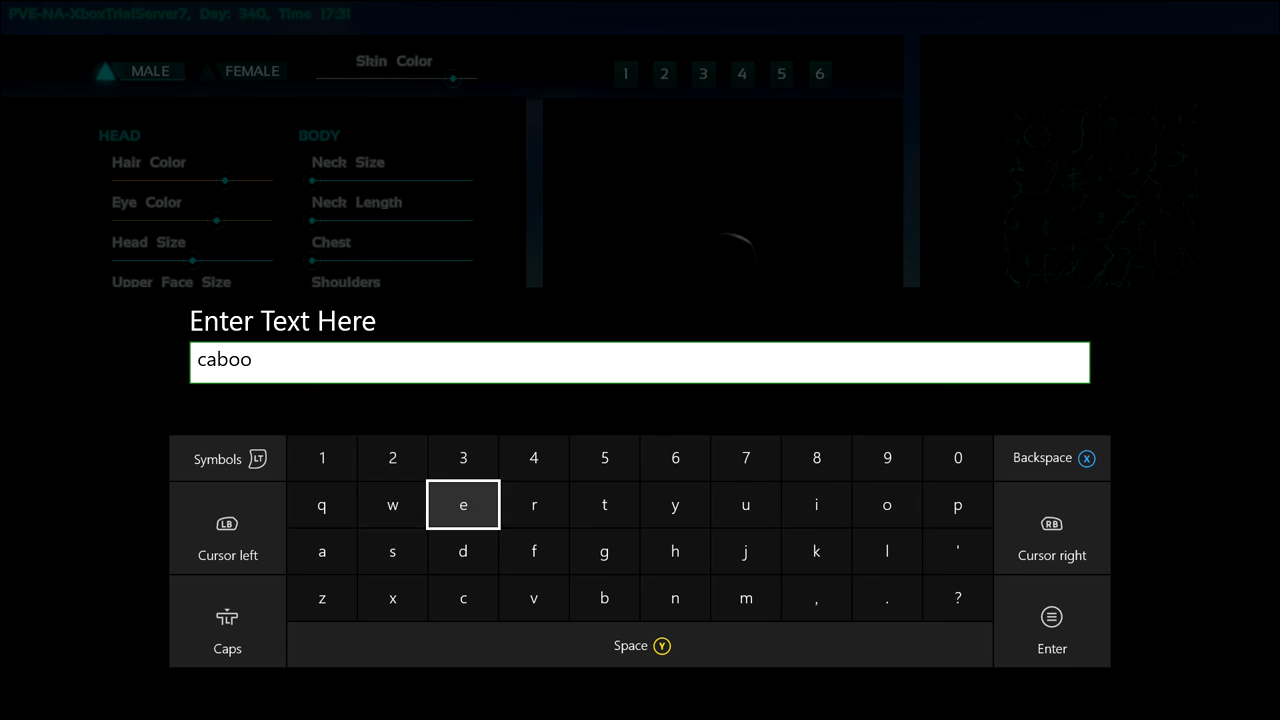 PVE-NA-XboxTrialServer7, Day: 340, Time 17:31
MALE FEMALE Skin Color 1 2 3 4 5 6
HEAD BODY
Hair Color Neck Size
Eye Color Neck Length
Head Size Chest
Upper Face Size Shoulders
Enter Text Here
caboo
Symbols LT 1 2 3 4 5 6 7 8 9 0 Backspace X
q w e r t y u i o p
LB RB
Cursor left a s d f g h j k l ' Cursor right
z x c v b n m , . ?
LT
Caps Space Y Enter